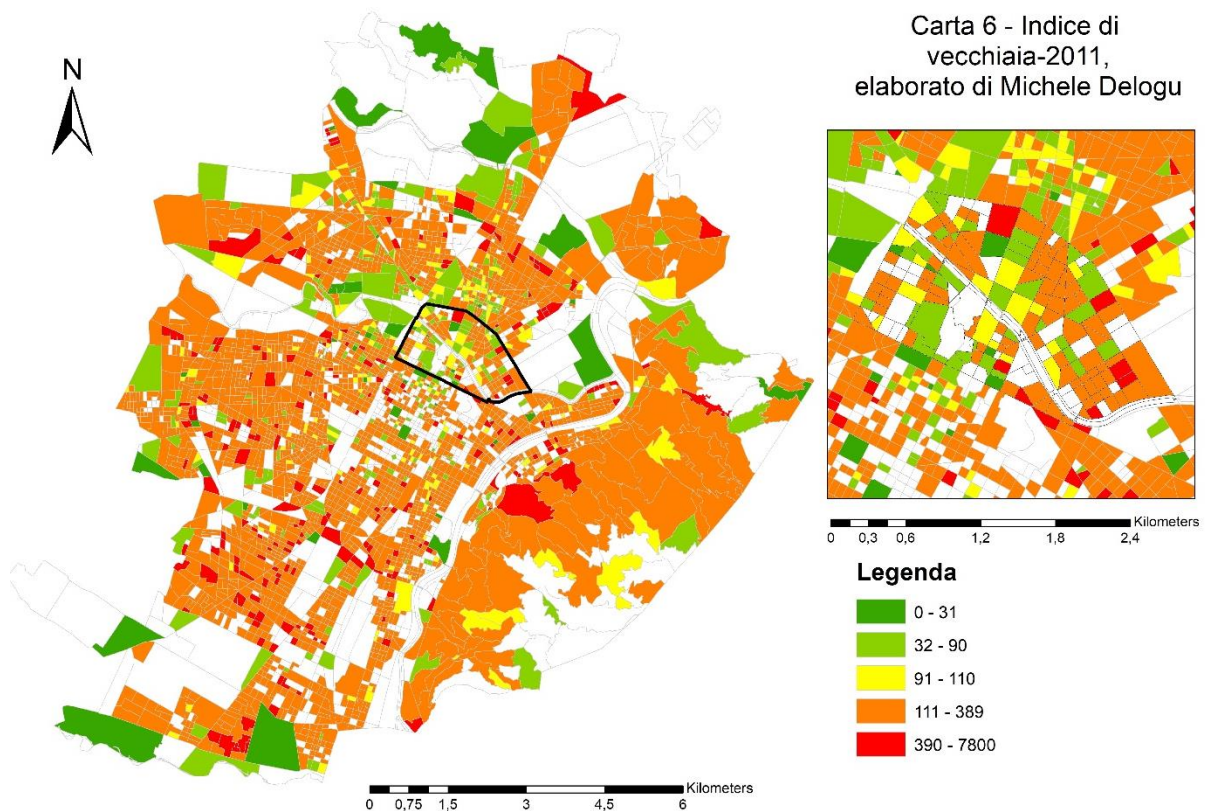 Carta 6 - Indice di
vecchiaia-2011,
elaborato di Michele Delogu
N
Kilometers
0 0,3 0,6 1,2 1,8 2,4
Legenda
0 - 31
32 - 90
91 - 110
111 - 389
390 - 7800
Kilometers
0 0,75 1,5 3 4,5 6